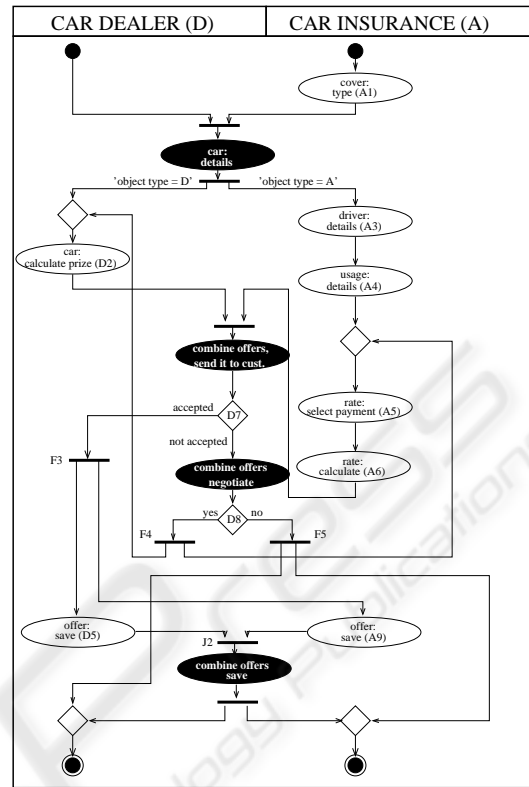 CAR DEALER (D)
CAR INSURANCE (A)
cover:
type (A1)
car:
details
'object type = D'
'object type = A'
driver:
details (A3)
car:
calculate prize (D2)
usage:
details (A4)
combine offers,
send it to cust.
rate:
select payment (A5)
accepted
D7
not accepted
F3
combine offers
negotiate
rate:
calculate (A6)
yes
D8
no
F4
F5
offer:
save (D5)
offer:
save (A9)
J2
combine offers
save